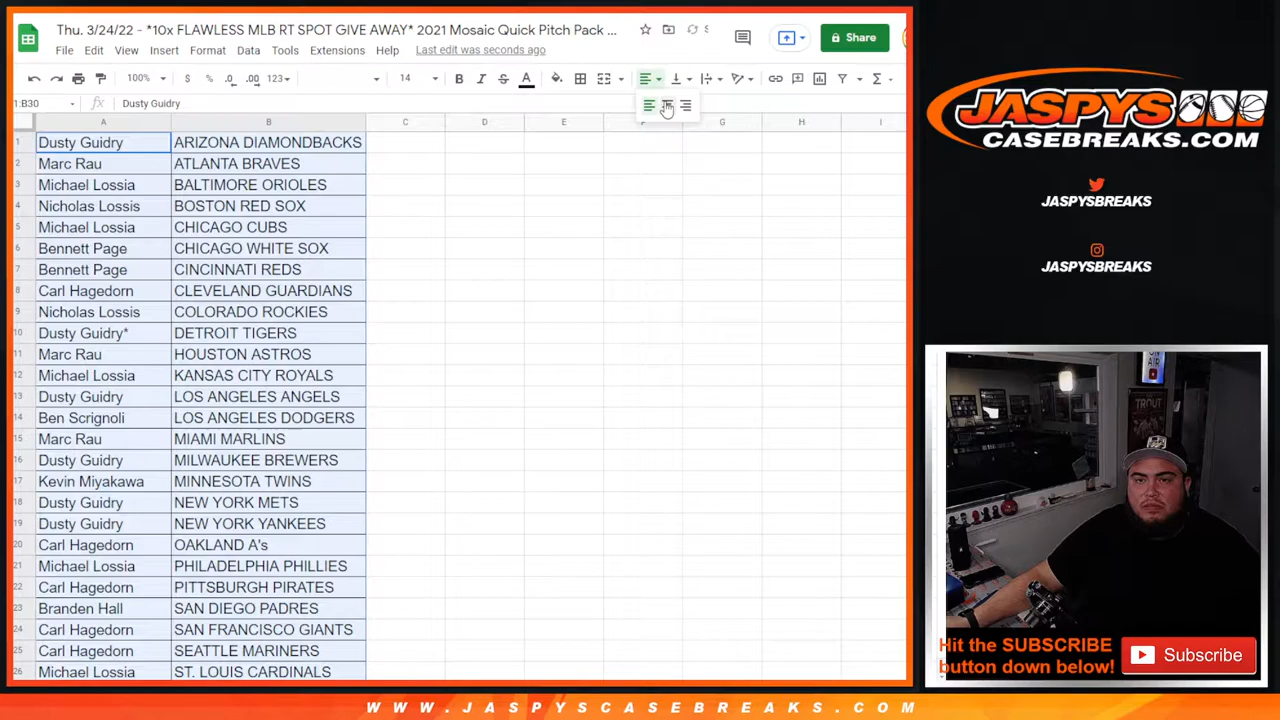 Thu. 3/24/22 - *10x FLAWLESS MLB RT SPOT GIVE AWAY* 2021 Mosaic Quick Pitch Pack ...
File Edit View Insert Format Data Tools Extensions Help Last edit was seconds ago
Share
100% $ % .0 .00 123 14 B I S A
1:B30 fx Dusty Guidry
A B C D E F G H I
1 Dusty Guidry ARIZONA DIAMONDBACKS
2 Marc Rau ATLANTA BRAVES
3 Michael Lossia BALTIMORE ORIOLES
4 Nicholas Lossis BOSTON RED SOX
5 Michael Lossia CHICAGO CUBS
6 Bennett Page CHICAGO WHITE SOX
7 Bennett Page CINCINNATI REDS
8 Carl Hagedorn CLEVELAND GUARDIANS
9 Nicholas Lossis COLORADO ROCKIES
10 Dusty Guidry* DETROIT TIGERS
11 Marc Rau HOUSTON ASTROS
12 Michael Lossia KANSAS CITY ROYALS
13 Dusty Guidry LOS ANGELES ANGELS
14 Ben Scrignoli LOS ANGELES DODGERS
15 Marc Rau MIAMI MARLINS
16 Dusty Guidry MILWAUKEE BREWERS
17 Kevin Miyakawa MINNESOTA TWINS
18 Dusty Guidry NEW YORK METS
19 Dusty Guidry NEW YORK YANKEES
20 Carl Hagedorn OAKLAND A's
21 Michael Lossia PHILADELPHIA PHILLIES
22 Carl Hagedorn PITTSBURGH PIRATES
23 Branden Hall SAN DIEGO PADRES
24 Carl Hagedorn SAN FRANCISCO GIANTS
25 Carl Hagedorn SEATTLE MARINERS
26 Michael Lossia ST. LOUIS CARDINALS
JASPYS
CASEBREAKS.COM
JASPYSBREAKS
JASPYSBREAKS
ON AIR
TROUT
Hit the SUBSCRIBE
button down below!
Subscribe
WWW.JASPYSCASEBREAKS.COM